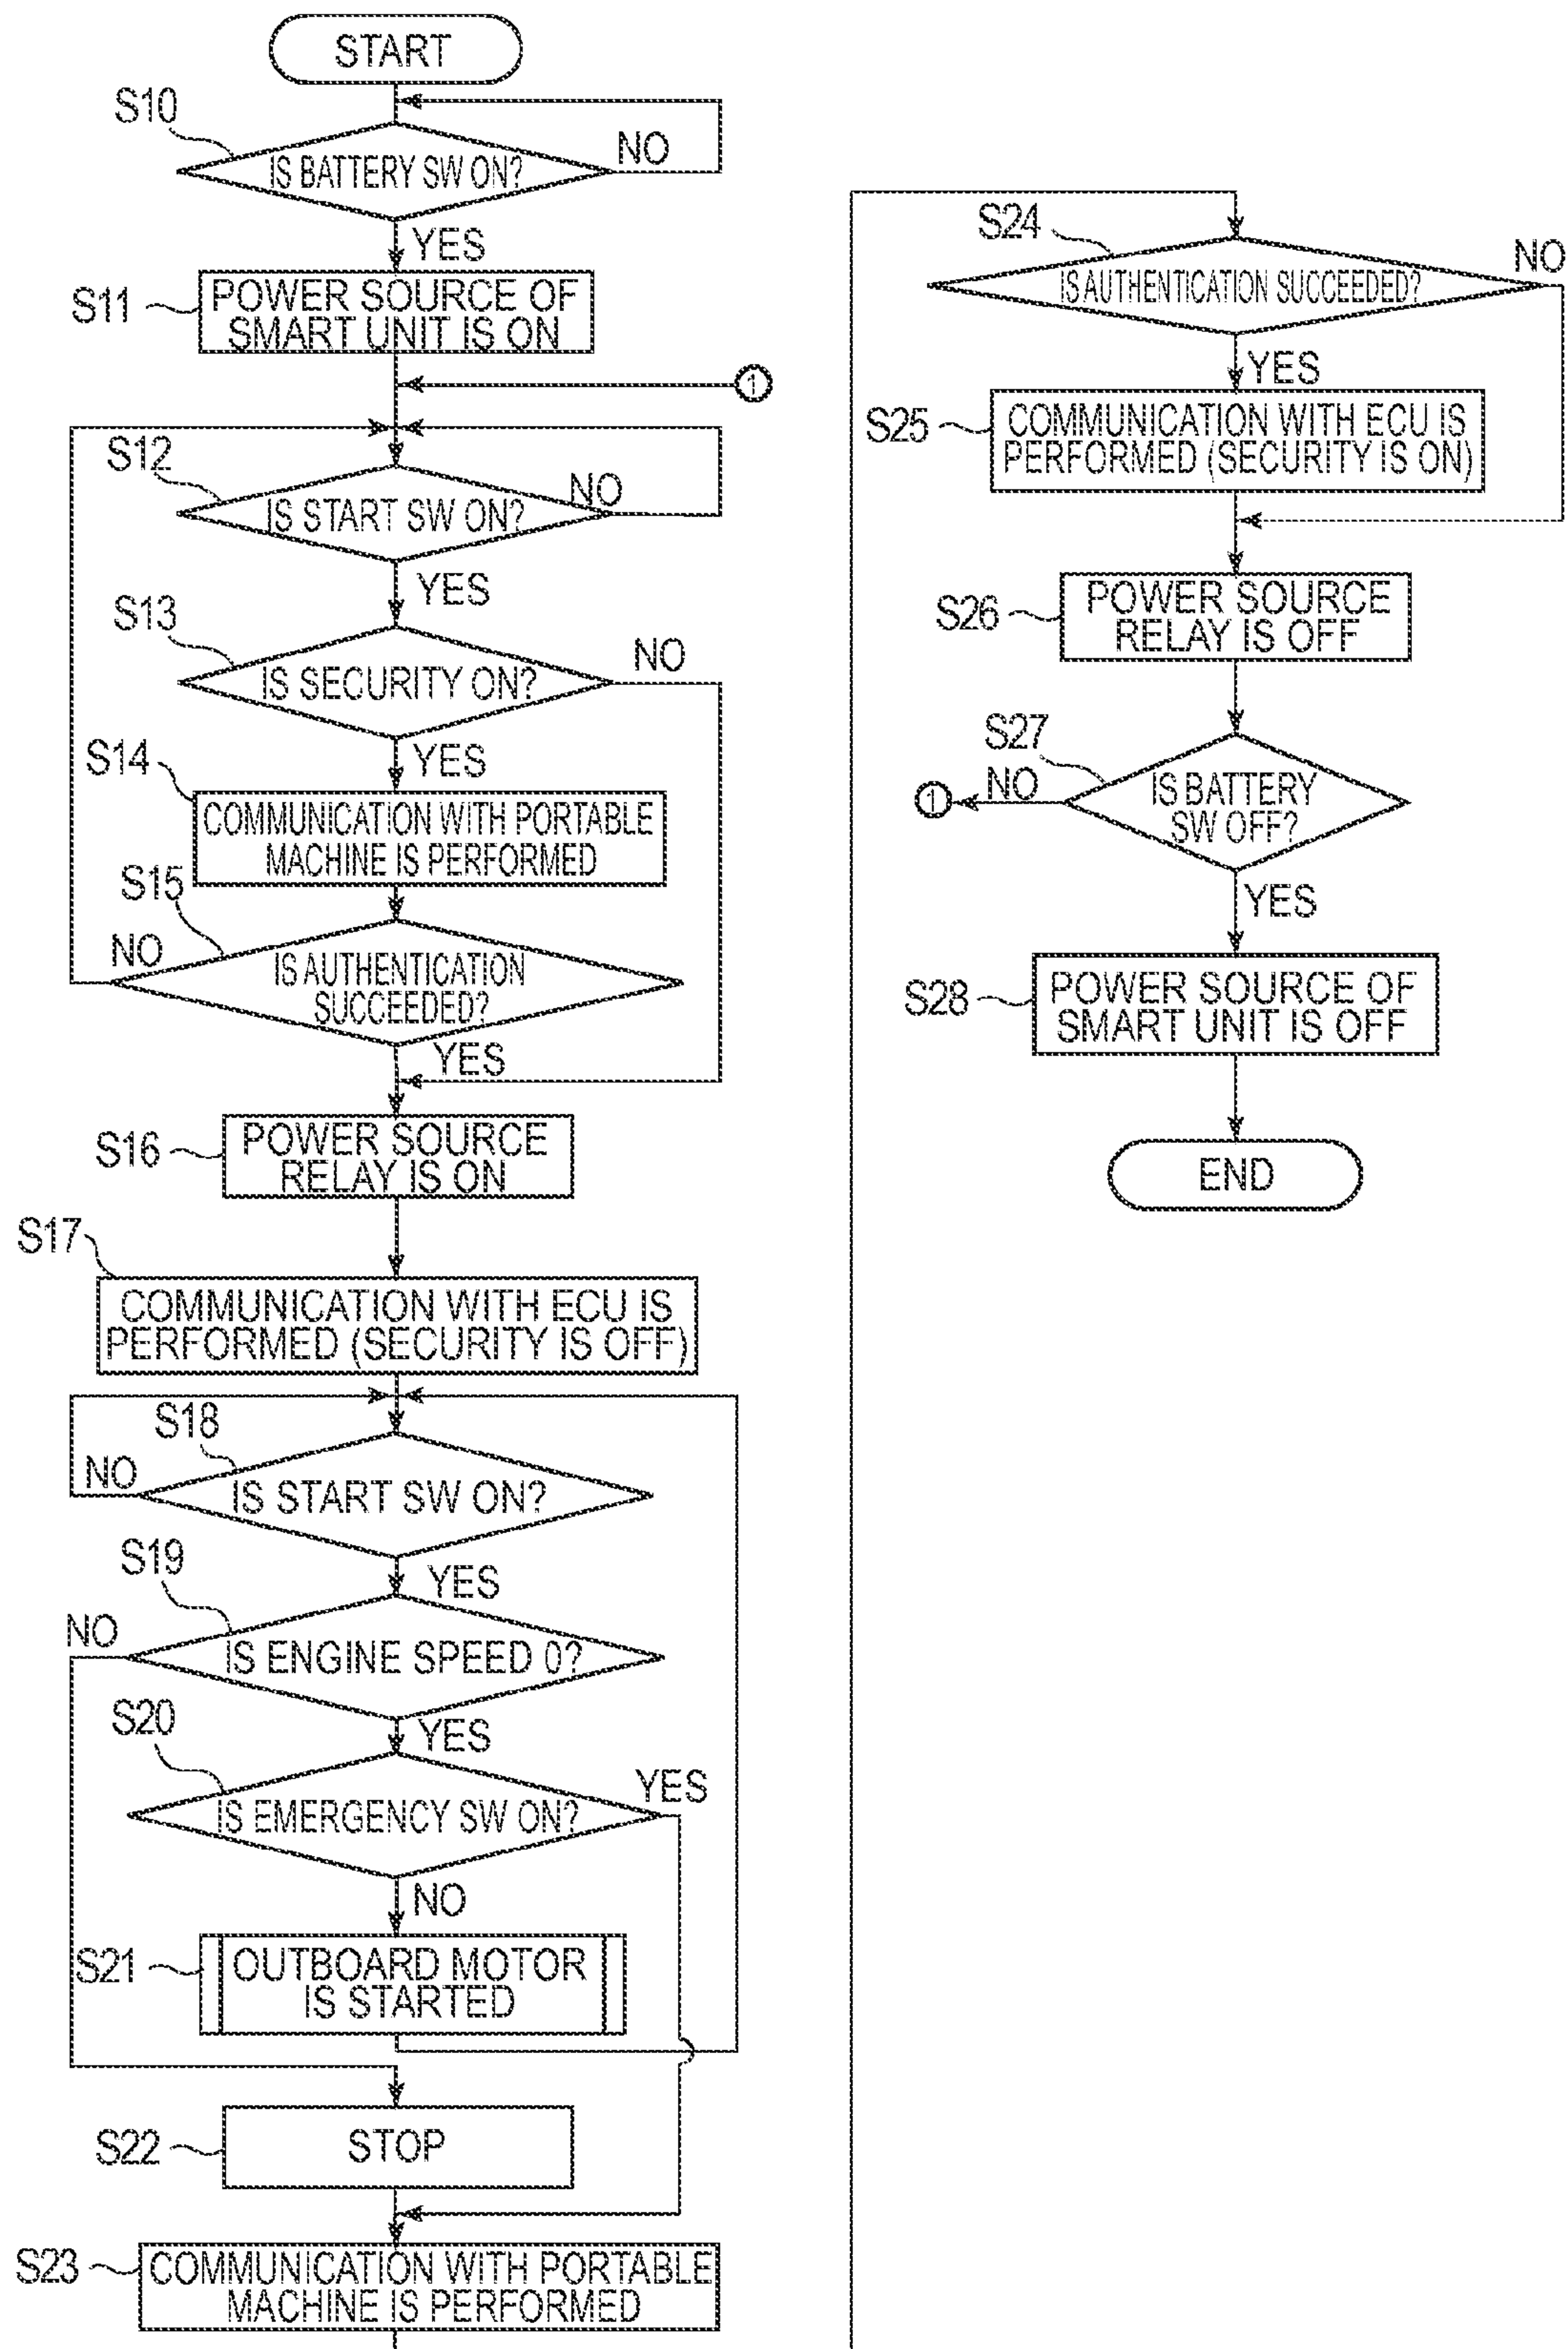 START
S10
IS BATTERY SW ON?
NO
YES
S11
POWER SOURCE OF
SMART UNIT IS ON
1
S12
IS START SW ON?
NO
YES
S13
IS SECURITY ON?
NO
YES
S14
COMMUNICATION WITH PORTABLE
MACHINE IS PERFORMED
S15
NO
IS AUTHENTICATION
SUCCEEDED?
YES
S16
POWER SOURCE
RELAY IS ON
S17
COMMUNICATION WITH ECU IS
PERFORMED (SECURITY IS OFF)
S18
NO
IS START SW ON?
YES
S19
NO
IS ENGINE SPEED 0?
YES
S20
YES
IS EMERGENCY SW ON?
NO
S21
OUTBOARD MOTOR
IS STARTED
S22
STOP
S23
COMMUNICATION WITH PORTABLE
MACHINE IS PERFORMED
S24
IS AUTHENTICATION SUCCEEDED?
NO
YES
S25
COMMUNICATION WITH ECU IS
PERFORMED (SECURITY IS ON)
S26
POWER SOURCE
RELAY IS OFF
S27
1
NO
IS BATTERY
SW OFF?
YES
S28
POWER SOURCE OF
SMART UNIT IS OFF
END